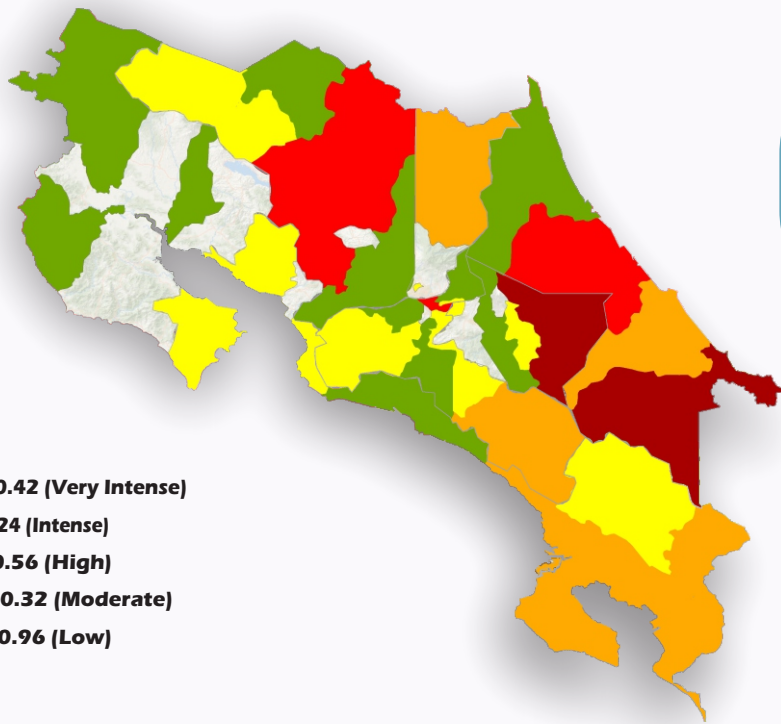 0.42 (Very Intense)
24 (Intense)
0.56 (High)
0.32 (Moderate)
0.96 (Low)